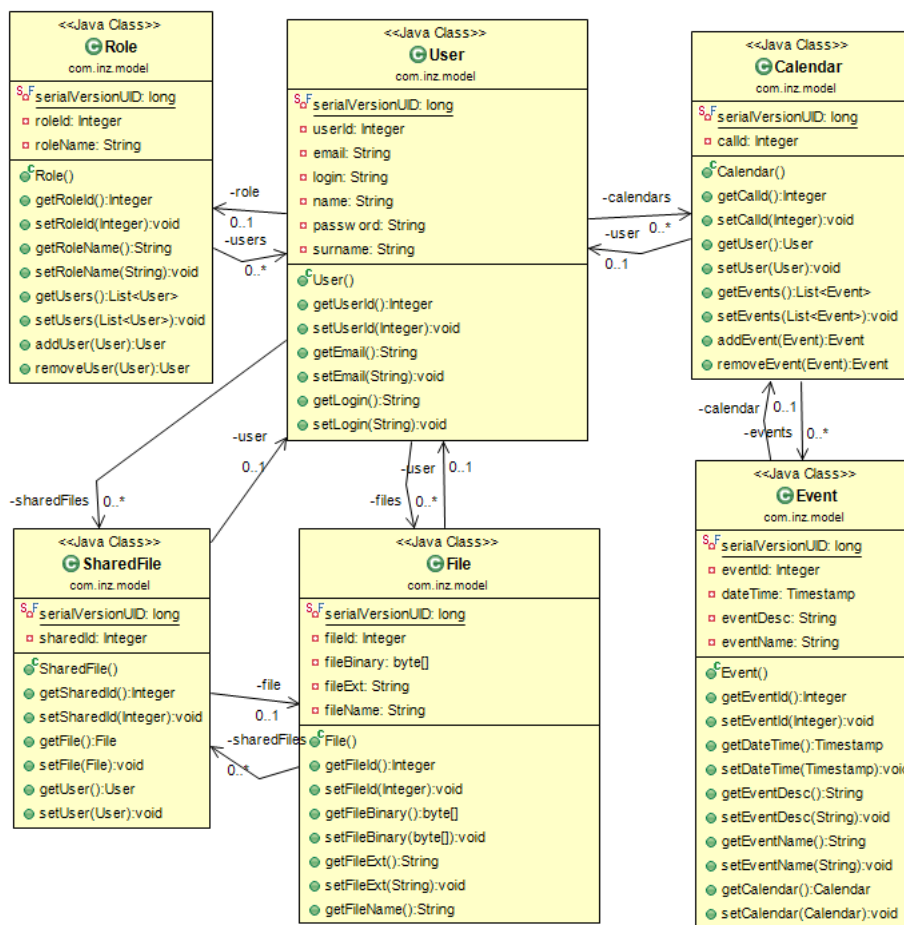 <<Java Class>>
Role
com.inz.model
serialVersionUID: long
roleId: Integer
roleName: String
Role()
getRoleId():Integer
setRoleId(Integer):void
getRoleName():String
setRoleName(String):void
getUsers():List<User>
setUsers(List<User>):void
addUser(User):User
removeUser(User):User
-role
0..1
-users
0..*
<<Java Class>>
User
com.inz.model
serialVersionUID: long
userId: Integer
email: String
login: String
name: String
password: String
surname: String
User()
getUserId():Integer
setUserId(Integer):void
getEmail():String
setEmail(String):void
getLogin():String
setLogin(String):void
-calendars
0..*
-user
0..1
<<Java Class>>
Calendar
com.inz.model
serialVersionUID: long
calId: Integer
Calendar()
getCalId():Integer
setCalId(Integer):void
getUser():User
setUser(User):void
getEvents():List<Event>
setEvents(List<Event>):void
addEvent(Event):Event
removeEvent(Event):Event
-calendar
0..1
-events
0..*
-user
0..1
-sharedFiles
0..*
-user
0..1
-files
0..*
<<Java Class>>
SharedFile
com.inz.model
serialVersionUID: long
sharedId: Integer
SharedFile()
getSharedId():Integer
setSharedId(Integer):void
getFile():File
setFile(File):void
getUser():User
setUser(User):void
-file
0..1
-sharedFiles
0..*
<<Java Class>>
File
com.inz.model
serialVersionUID: long
fileId: Integer
fileBinary: byte[]
fileExt: String
fileName: String
File()
getFileId():Integer
setFileId(Integer):void
getFileBinary():byte[]
setFileBinary(byte[]):void
getFileExt():String
setFileExt(String):void
getFileName():String
<<Java Class>>
Event
com.inz.model
serialVersionUID: long
eventId: Integer
dateTime: Timestamp
eventDesc: String
eventName: String
Event()
getEventId():Integer
setEventId(Integer):void
getDateTime():Timestamp
setDateTime(Timestamp):void
getEventDesc():String
setEventDesc(String):void
getEventName():String
setEventName(String):void
getCalendar():Calendar
setCalendar(Calendar):void